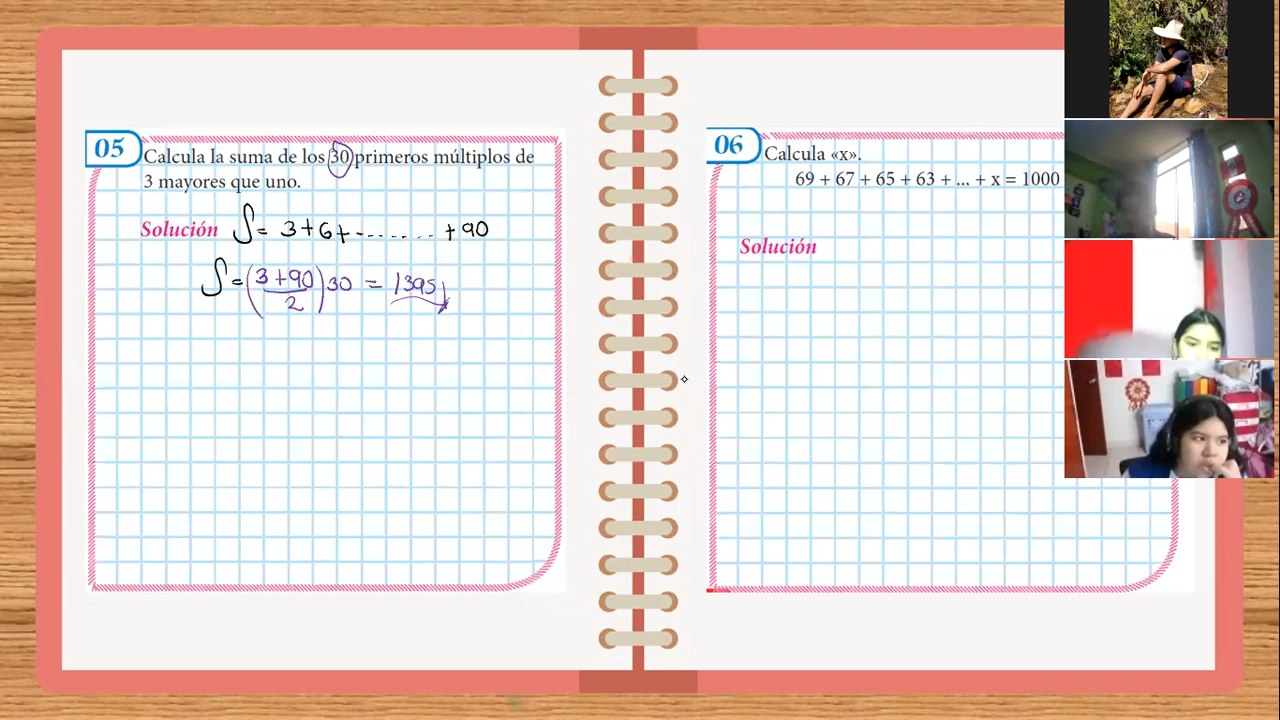 05
Calcula la suma de los 30 primeros múltiplos de
3 mayores que uno.
Solución S = 3+6+........+90
S = (3+90/2)30 = 1395
06
Calcula «x».
69 + 67 + 65 + 63 + ... + x = 1000
Solución